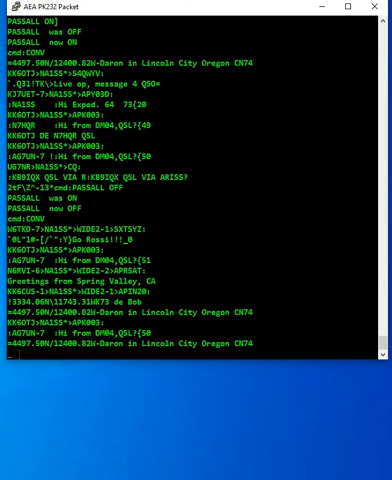 AEA PK232 Packet
PASSALL ON]
PASSALL  was OFF
PASSALL  now ON
cmd:CONV
=4497.50N/12400.82W-Daron in Lincoln City Oregon CN74
KK6OTJ>NA1SS*>S4QWYV:
`.Q31!TK\>Live op, message 4 QSO=
KJ7UET-7>NA1SS*>APY03D:
:NA1SS    :Hi Exped. 64  73{20
KK6OTJ>NA1SS*>APK003:
:N7HQR    :Hi from DM04,QSL?{49
KK6OTJ DE N7HQR QSL
KK6OTJ>NA1SS*>APK003:
:AG7UN-7 !:Hi from DM04,QSL?{50
UG7NR>NA1SS*>CQ:
:KB9IQX QSL VIA R:KB9IQX QSL VIA ARISS?
2tF\Z^-13*cmd:PASSALL OFF
PASSALL  was ON
PASSALL  now OFF
cmd:CONV
W6TKD-7>NA1SS*>WIDE2-1>SXTSYZ:
`0L"l#-[/`":Y}Go Rossi!!!_0
KK6OTJ>NA1SS*>APK003:
:AG7UN-7  :Hi from DM04,QSL?{51
N6RVI-6>NA1SS*>WIDE2-2>APRSAT:
Greetings from Spring Valley, CA
KK6CUS-1>NA1SS*>WIDE2-1>APIN20:
!3334.06N\11743.31WK73 de Bob
=4497.50N/12400.82W-Daron in Lincoln City Oregon CN74
KK6OTJ>NA1SS*>APK003:
:AG7UN-7  :Hi from DM04,QSL?{50
=4497.50N/12400.82W-Daron in Lincoln City Oregon CN74